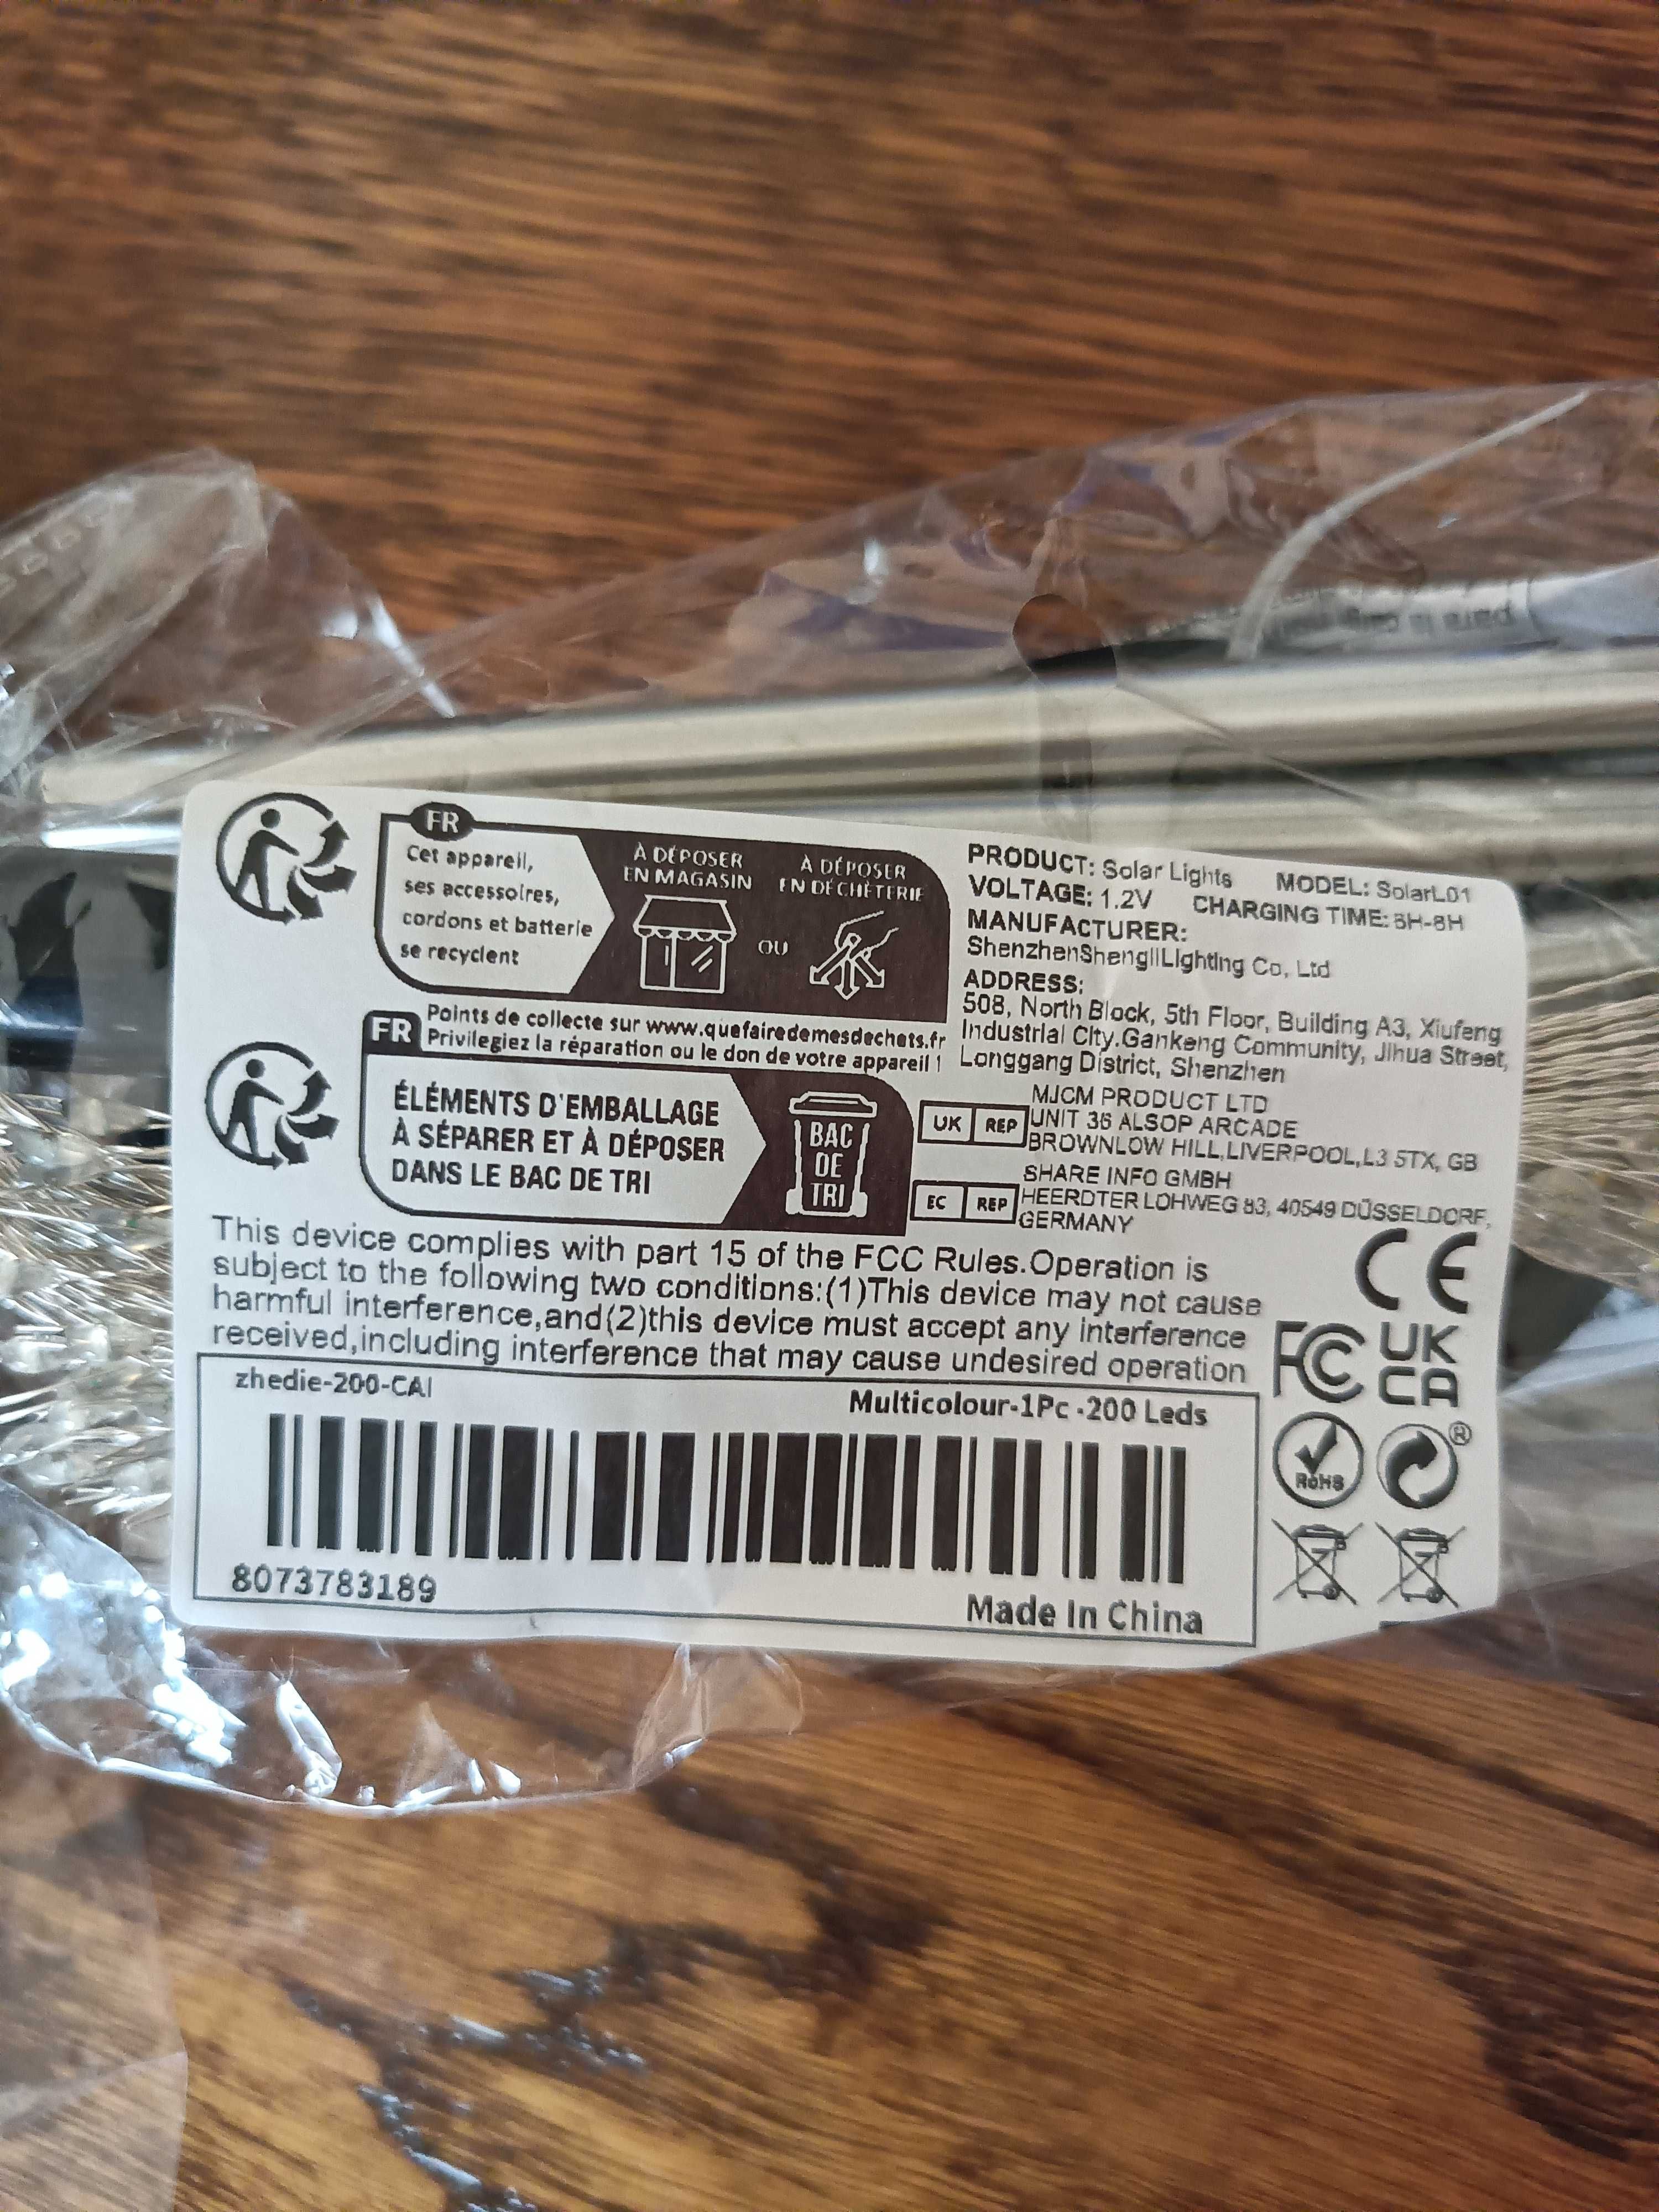 FR
Cet appareil,
ses accessoires,
cordons et batterie
se recyclent
À DÉPOSER
EN MAGASIN
OU
À DÉPOSER
EN DÉCHÈTERIE
FR
Points de collecte sur www.quefairedemesdechets.fr
Privilegiez la réparation ou le don de votre appareil !
ÉLÉMENTS D'EMBALLAGE
À SÉPARER ET À DÉPOSER
DANS LE BAC DE TRI
BAC
DE
TRI
PRODUCT: Solar Lights MODEL: SolarL01
VOLTAGE: 1.2V CHARGING TIME:
MANUFACTURER:
ShenzhenShengliLighting Co, Ltd
ADDRESS:
508, North Block, 5th Floor, Building A3, Xiufeng
Industrial City.Gankeng Community, Jihua Street,
Longgang District, Shenzhen
UK REP
MJCM PRODUCT LTD
UNIT 36 ALSOP ARCADE
BROWNLOW HILL,LIVERPOOL,L3 5TX, GB
EC REP
SHARE INFO GMBH
HEERDTER LOHWEG 83, 40549 DÜSSELDORF,
GERMANY
This device complies with part 15 of the FCC Rules.Operation is
subject to the following two conditions:(1)This device may not cause
harmful interference,and(2)this device must accept any interference
received,including interference that may cause undesired operation
CE
FC
UK
CA
RoHS
®
zhedie-200-CAI
Multicolour-1Pc -200 Leds
8073783189
Made In China